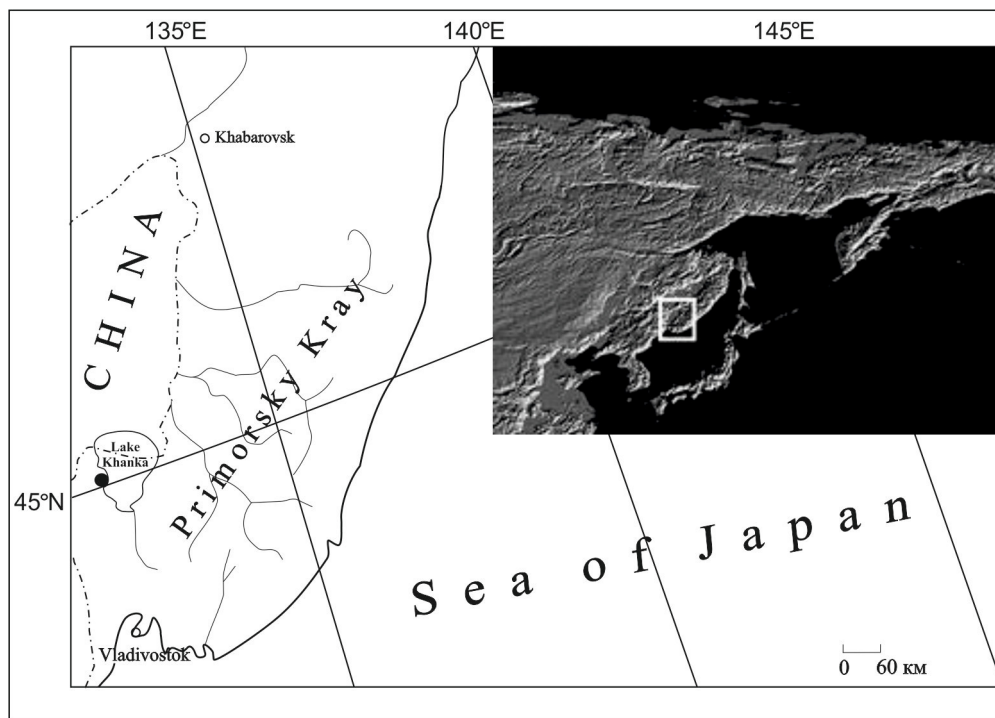 135°E 140°E 145°E
Khabarovsk
CHINA
Primorsky Kray
Lake
Khanka
45°N
Sea of Japan
Vladivostok
0 60 км